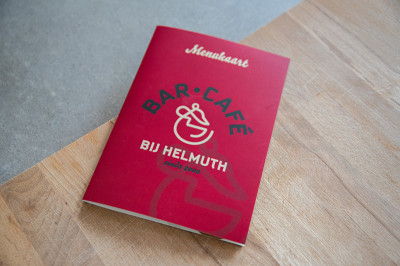 Menukaart
BAR • CAFÉ
BIJ HELMUTH